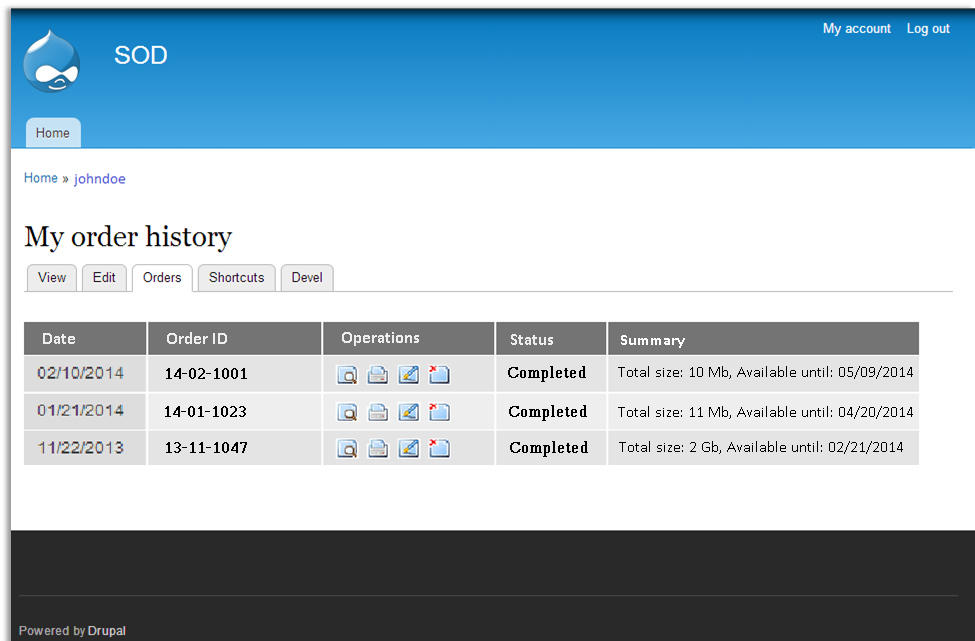 My account Log out
SOD
Home
Home » johndoe
My order history
View Edit Orders Shortcuts Devel
Date Order ID Operations Status Summary
02/10/2014 14-02-1001 Completed Total size: 10 Mb, Available until: 05/09/2014
01/21/2014 14-01-1023 Completed Total size: 11 Mb, Available until: 04/20/2014
11/22/2013 13-11-1047 Completed Total size: 2 Gb, Available until: 02/21/2014
Powered by Drupal